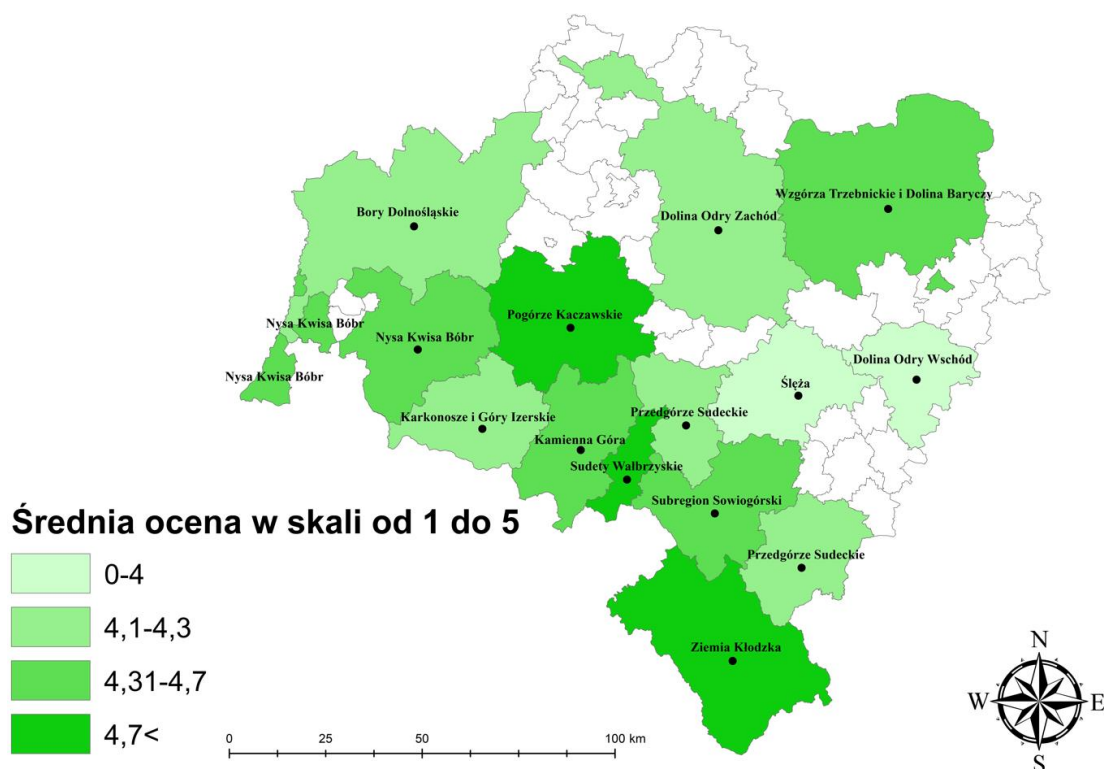 Wzgórza Trzebnickie i Dolina Baryczy
Bory Dolnośląskie
Dolina Odry Zachód
Pogórze Kaczawskie
Nysa Kwisa Bóbr
Nysa Kwisa Bóbr
Dolina Odry Wschód
Nysa Kwisa Bóbr
Ślęża
Karkonosze i Góry Izerskie
Przedgórze Sudeckie
Kamienna Góra
Sudety Wałbrzyskie
Subregion Sowiogórski
Przedgórze Sudeckie
Ziemia Kłodzka
Średnia ocena w skali od 1 do 5
0-4
4,1-4,3
4,31-4,7
4,7<
0 25 50 100 km
N
W E
S